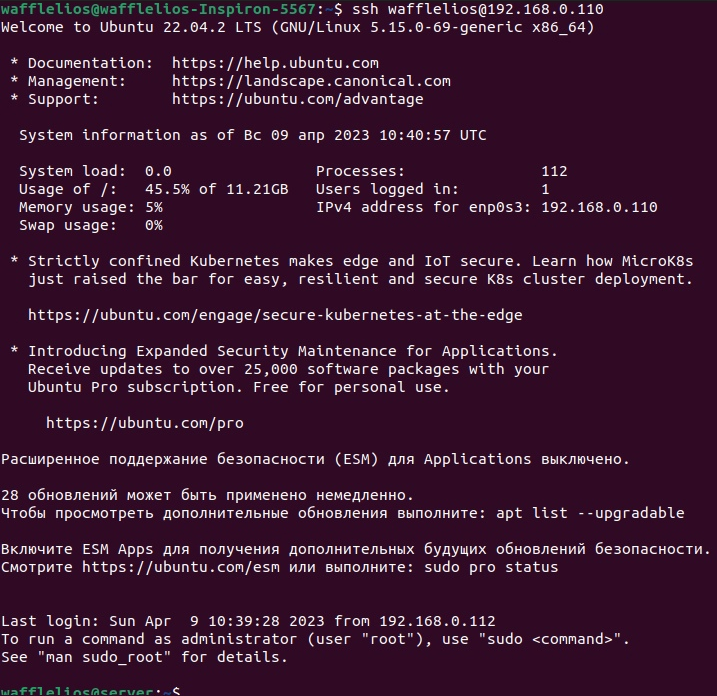 wafflelios@wafflelios-Inspiron-5567:~$ ssh wafflelios@192.168.0.110
Welcome to Ubuntu 22.04.2 LTS (GNU/Linux 5.15.0-69-generic x86_64)
* Documentation:  https://help.ubuntu.com
* Management:     https://landscape.canonical.com
* Support:        https://ubuntu.com/advantage
System information as of Вс 09 апр 2023 10:40:57 UTC
System load:  0.0                Processes:               112
Usage of /:   45.5% of 11.21GB   Users logged in:         1
Memory usage: 5%                 IPv4 address for enp0s3: 192.168.0.110
Swap usage:   0%
* Strictly confined Kubernetes makes edge and IoT secure. Learn how MicroK8s
just raised the bar for easy, resilient and secure K8s cluster deployment.
https://ubuntu.com/engage/secure-kubernetes-at-the-edge
* Introducing Expanded Security Maintenance for Applications.
Receive updates to over 25,000 software packages with your
Ubuntu Pro subscription. Free for personal use.
https://ubuntu.com/pro
Расширенное поддержание безопасности (ESM) для Applications выключено.
28 обновлений может быть применено немедленно.
Чтобы просмотреть дополнительные обновления выполните: apt list --upgradable
Включите ESM Apps для получения дополнительных будущих обновлений безопасности.
Смотрите https://ubuntu.com/esm или выполните: sudo pro status
Last login: Sun Apr  9 10:39:28 2023 from 192.168.0.112
To run a command as administrator (user "root"), use "sudo <command>".
See "man sudo_root" for details.
wafflelios@server:~$